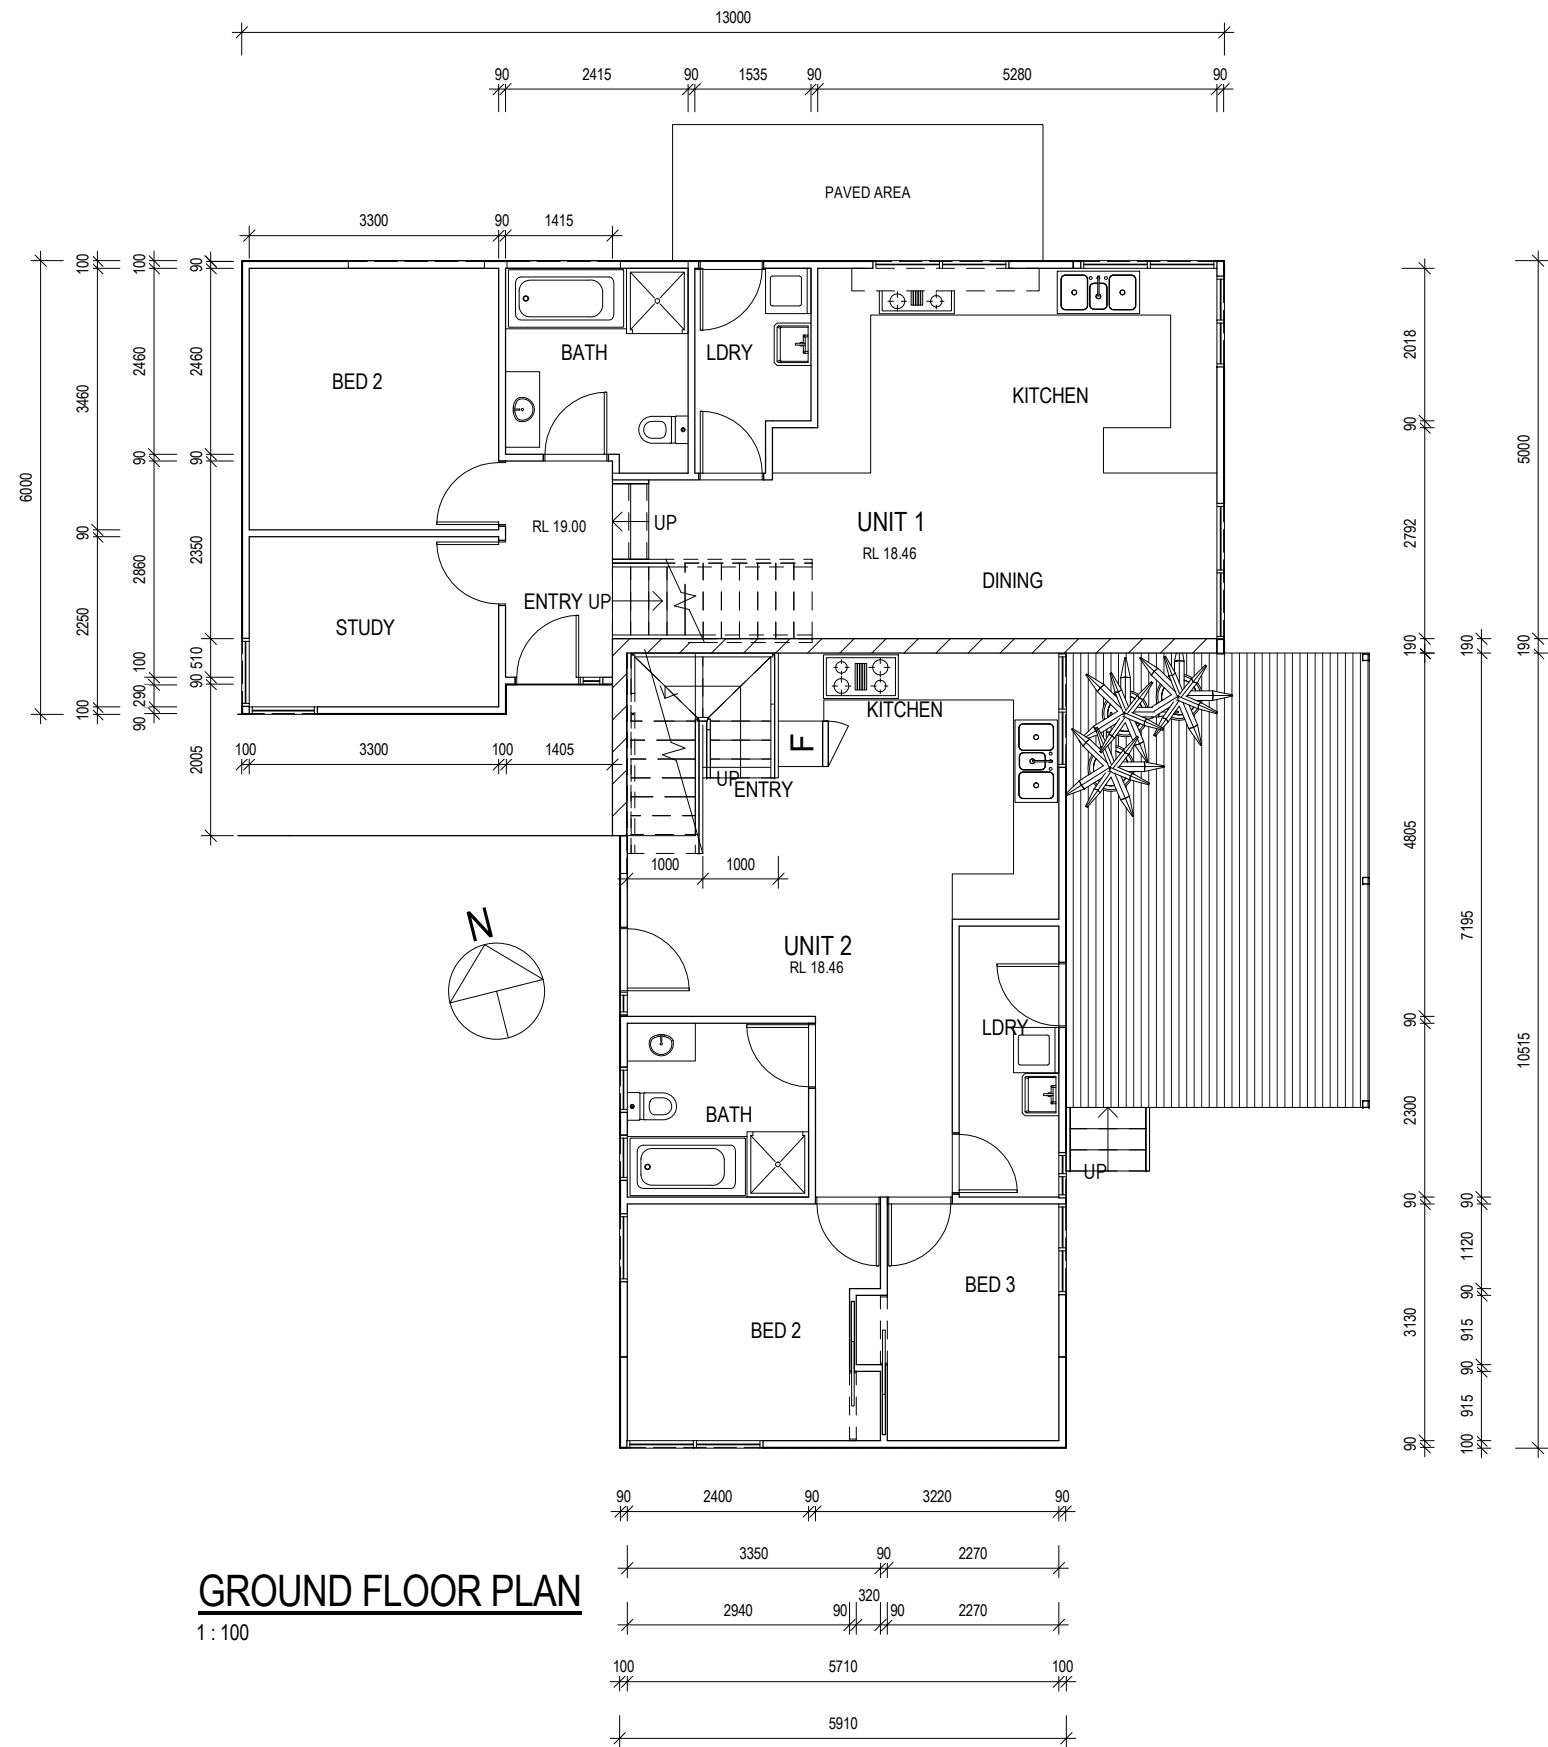 13000
90 2415 90 1535 90 5280 90
PAVED AREA
3300 90 1415
100 3460 90 2250 100
100 2460 90 2860 100 290 90
90 2460 90 2350 510 90 2005
6000
BED 2
BATH
LDRY
KITCHEN
2018 90 2792 190
5000 190
190
RL 19.00
UP
UNIT 1
RL 18.46
DINING
ENTRY UP
STUDY
100 3300 100 1405
KITCHEN
F
UP
ENTRY
1000 1000
N
UNIT 2
RL 18.46
LDRY
BATH
UP
BED 3
BED 2
4805 90 2300 90 3130 90
7195 90 1120 90 915 90 915 100
10515
90 2400 90 3220 90
3350 90 2270
2940 90 320 90 2270
100 5710 100
5910
GROUND FLOOR PLAN
1 : 100